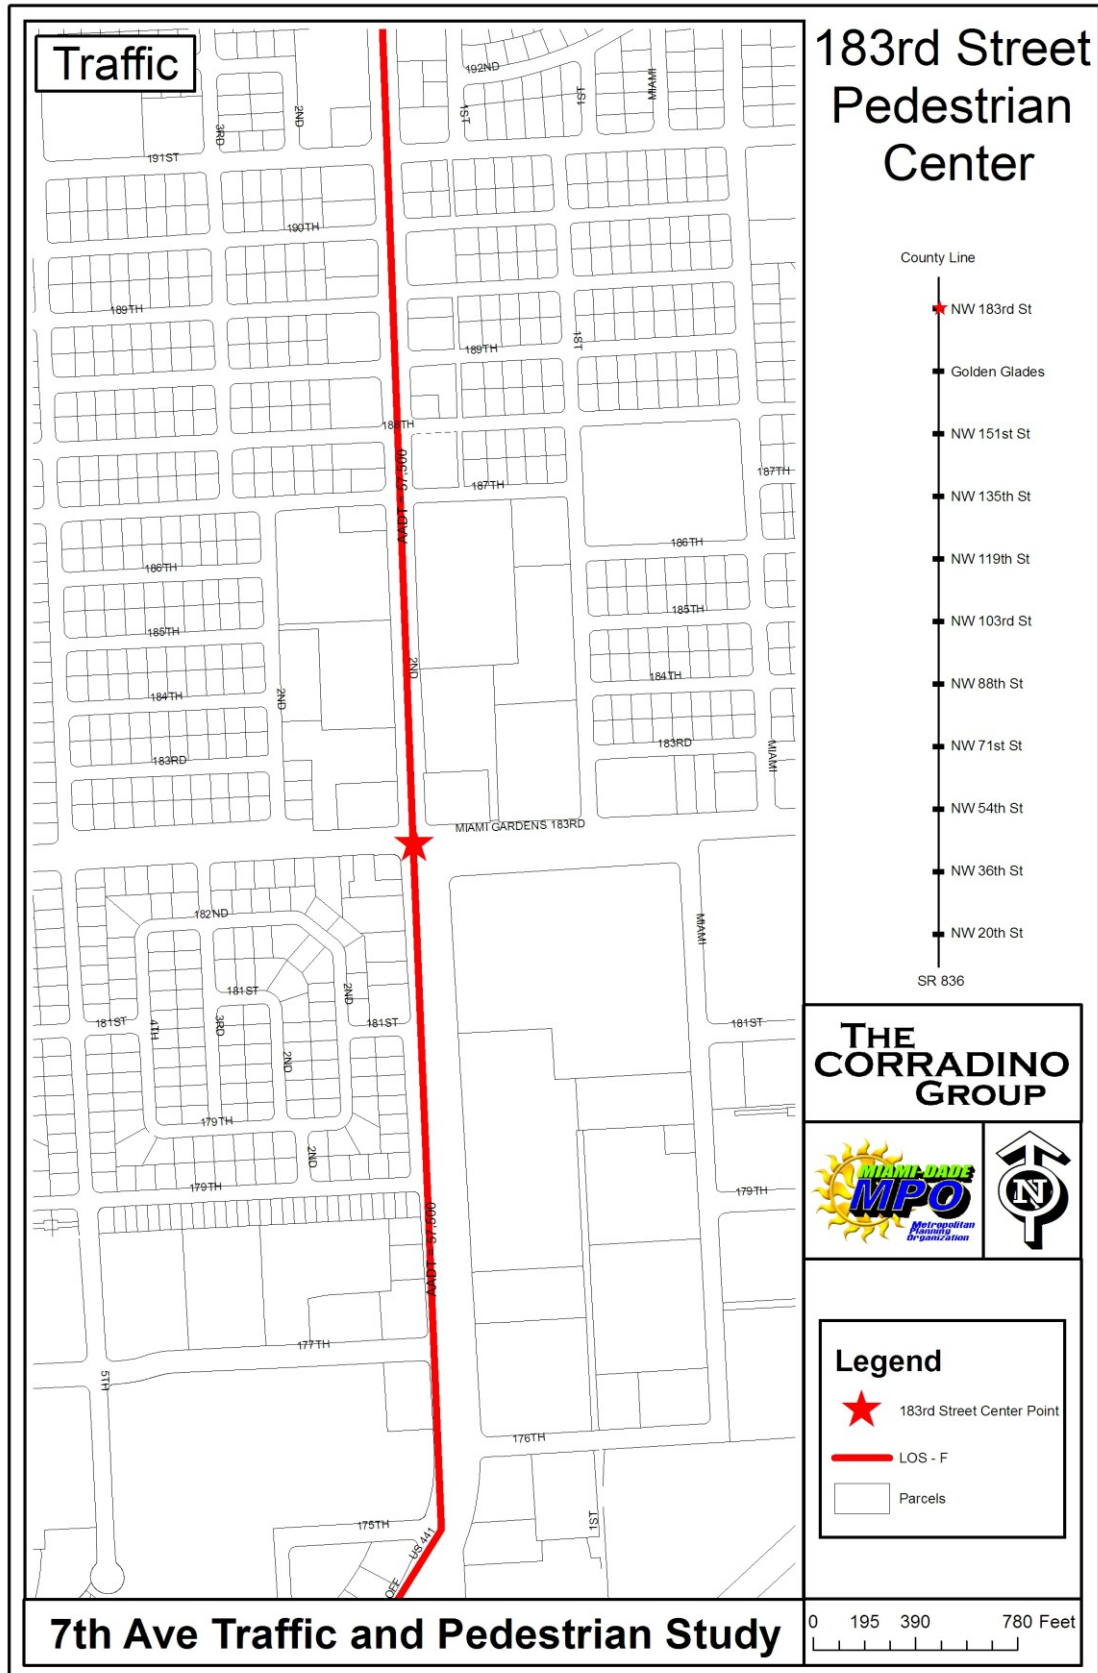 Traffic
183rd Street
Pedestrian
Center
192ND
1ST
1ST
MIAMI
2ND
3RD
191ST
190TH
189TH
189TH
1ST
188TH
AADT = 57,500
187TH
187TH
186TH
186TH
185TH
185TH
2ND
184TH
184TH
2ND
183RD
183RD
MIAMI
MIAMI GARDENS 183RD
182ND
MIAMI
181ST
2ND
181ST
4TH
3RD
181ST
181ST
2ND
179TH
2ND
179TH
179TH
AADT = 57,500
177TH
5TH
176TH
175TH
1ST
US 441
OFF
County Line
NW 183rd St
Golden Glades
NW 151st St
NW 135th St
NW 119th St
NW 103rd St
NW 88th St
NW 71st St
NW 54th St
NW 36th St
NW 20th St
SR 836
THE
CORRADINO
GROUP
MIAMI-DADE
MPO
Metropolitan
Planning
Organization
N
Legend
183rd Street Center Point
LOS - F
Parcels
7th Ave Traffic and Pedestrian Study
0 195 390 780 Feet